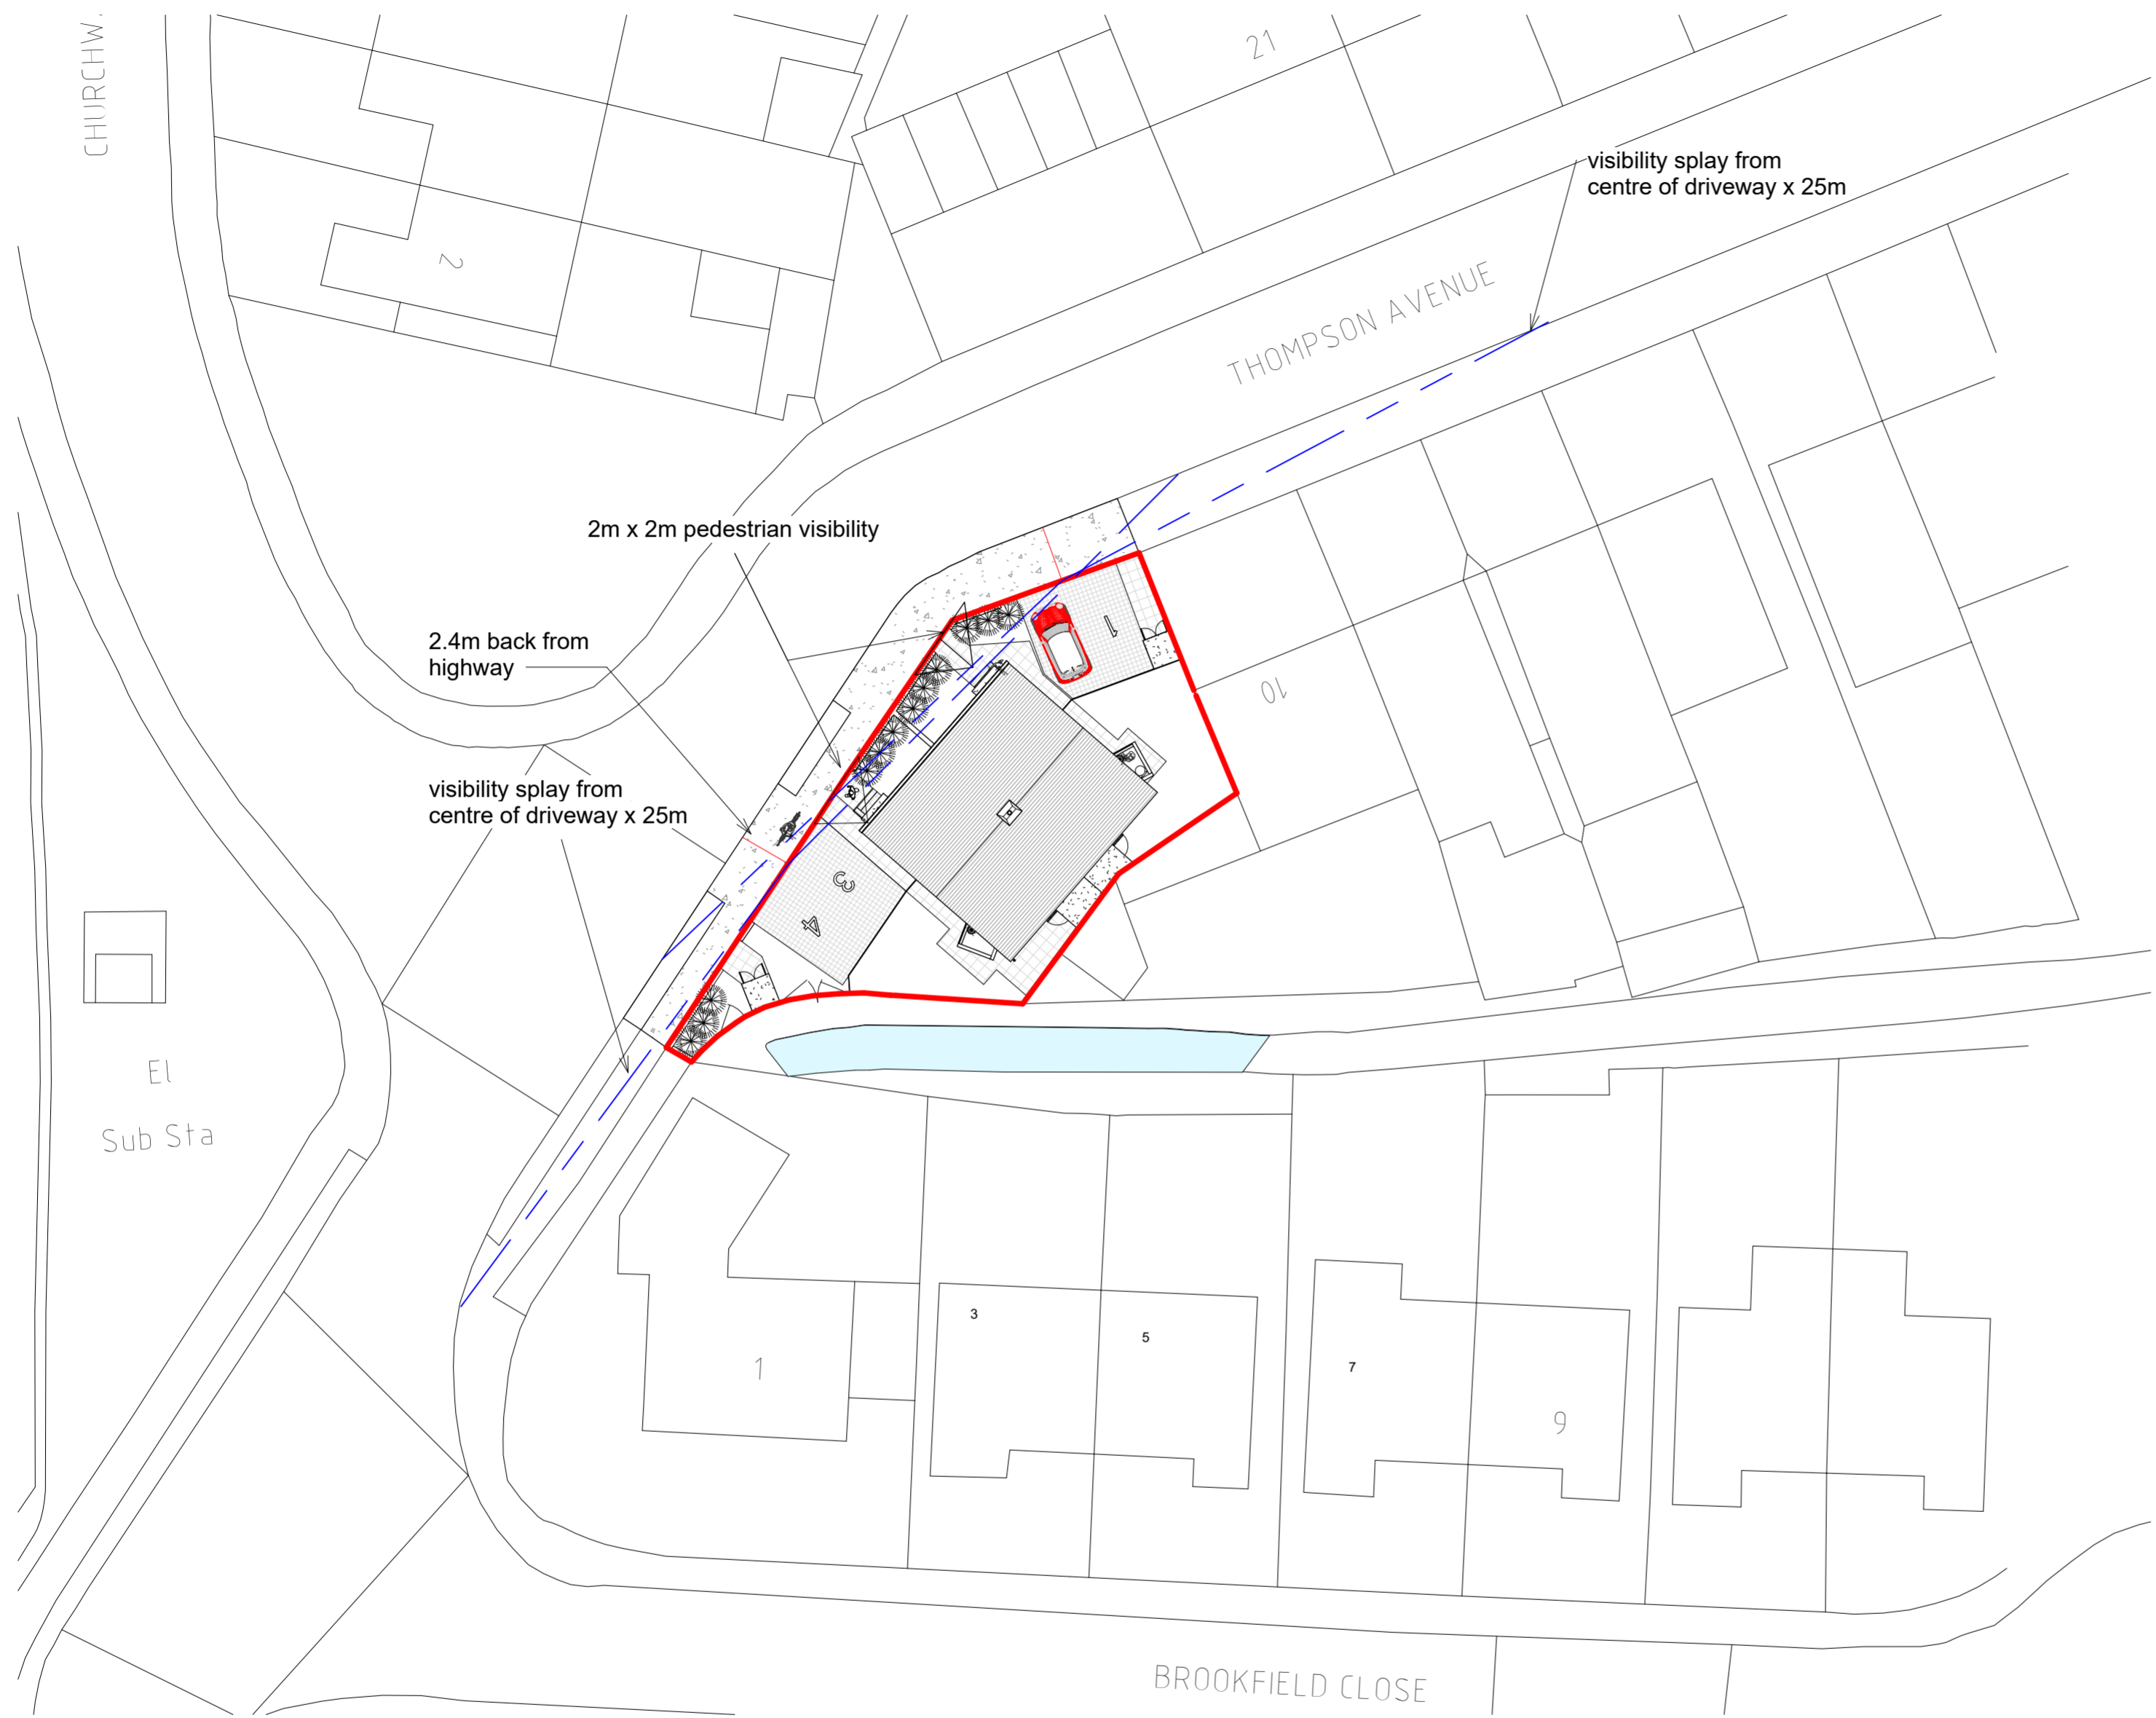 CHURCHW
21
visibility splay from
centre of driveway x 25m
2
THOMPSON AVENUE
2m x 2m pedestrian visibility
1
2.4m back from
highway
10
visibility splay from
centre of driveway x 25m
3
4
El
Sub Sta
3
5
7
1
9
BROOKFIELD CLOSE